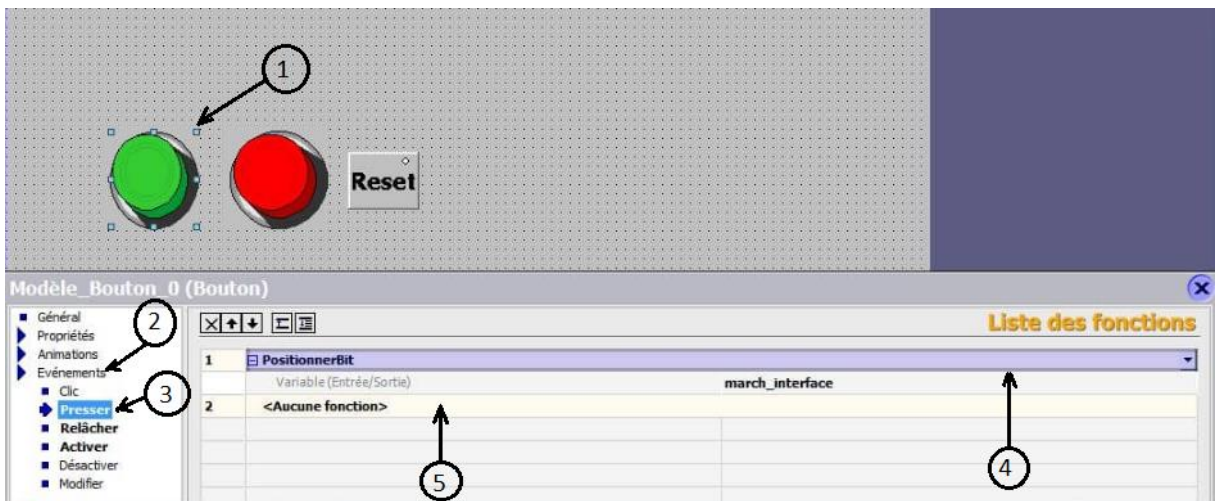 1
Reset
Modèle_Bouton_0 (Bouton)
Général
Propriétés
Animations
Evénements
Clic
Presser
Relâcher
Activer
Désactiver
Modifier
2
3
Liste des fonctions
1 PositionnerBit
Variable (Entrée/Sortie) march_interface
2 <Aucune fonction>
4
5